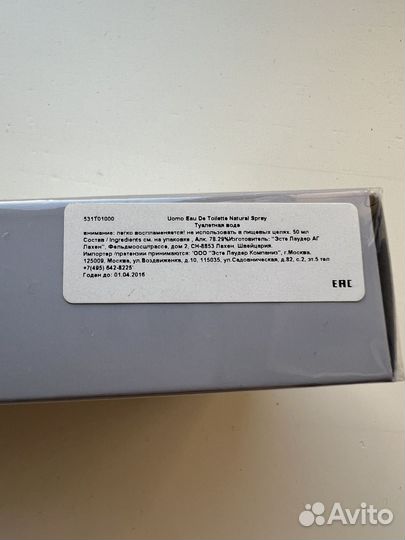 531T01000 Uomo Eau De Toilette Natural Spray
Туалетная вода
внимание: легко воспламеняется! не использовать в пищевых целях. 50 мл
Состав / Ingredients см. на упаковке , Алк. 78.29%Изготовитель: "Эсте Лаудер АГ
Лахен", Фельдмоосштрассе, дом 2, CH-8853 Лахен. Швейцария.
Импортер /претензии принимаются: 'ООО "Эсте Лаудер Компаниз", г.Москва,
125009, Москва, ул.Воздвиженка, д.10, 115035, ул.Садовническая, д.82, с.2, эт.5 тел
+7(495) 642-8225'
Годен до: 01.04.2016
EAC
Avito